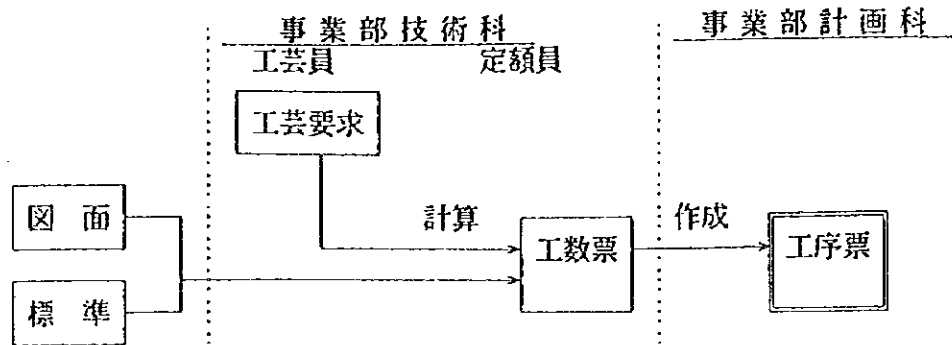 事業部技術科 事業部計画科
工芸員 定額員
工芸要求
図面 計算 工数票 作成 工序票
標準